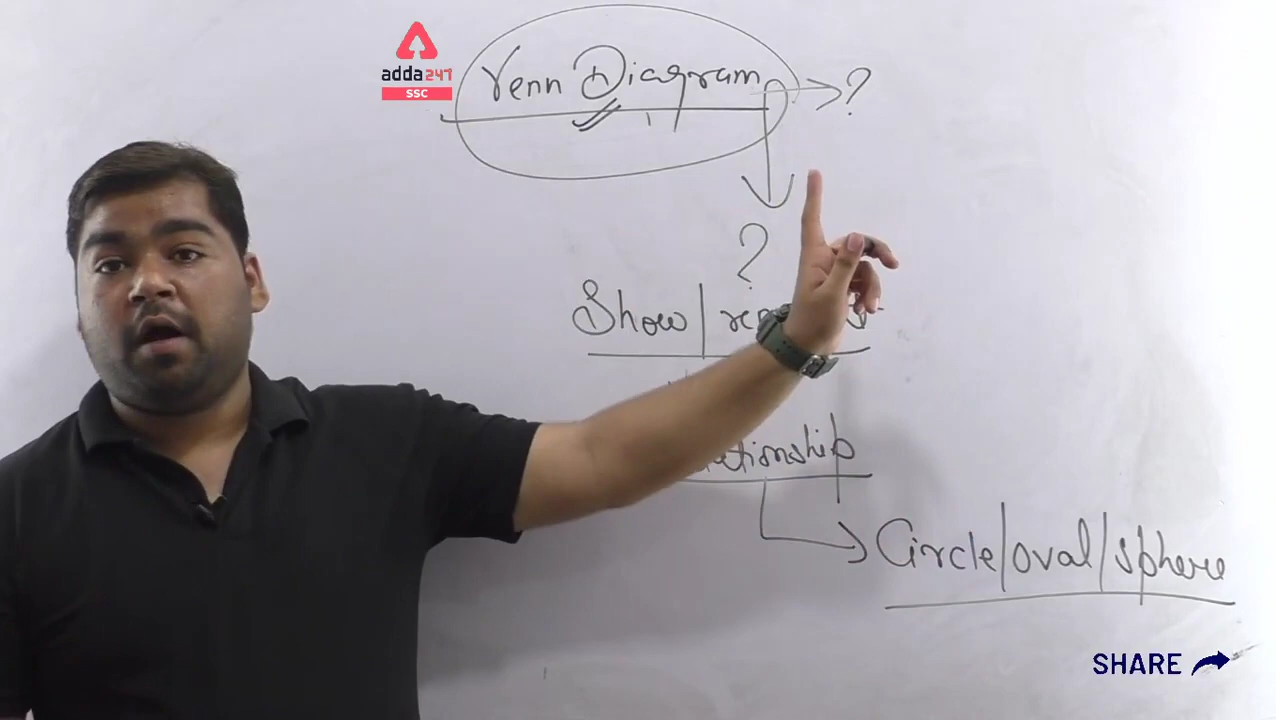 adda247
SSC
Venn Diagram
?
?
Show/
Circle/oval/sphere
SHARE